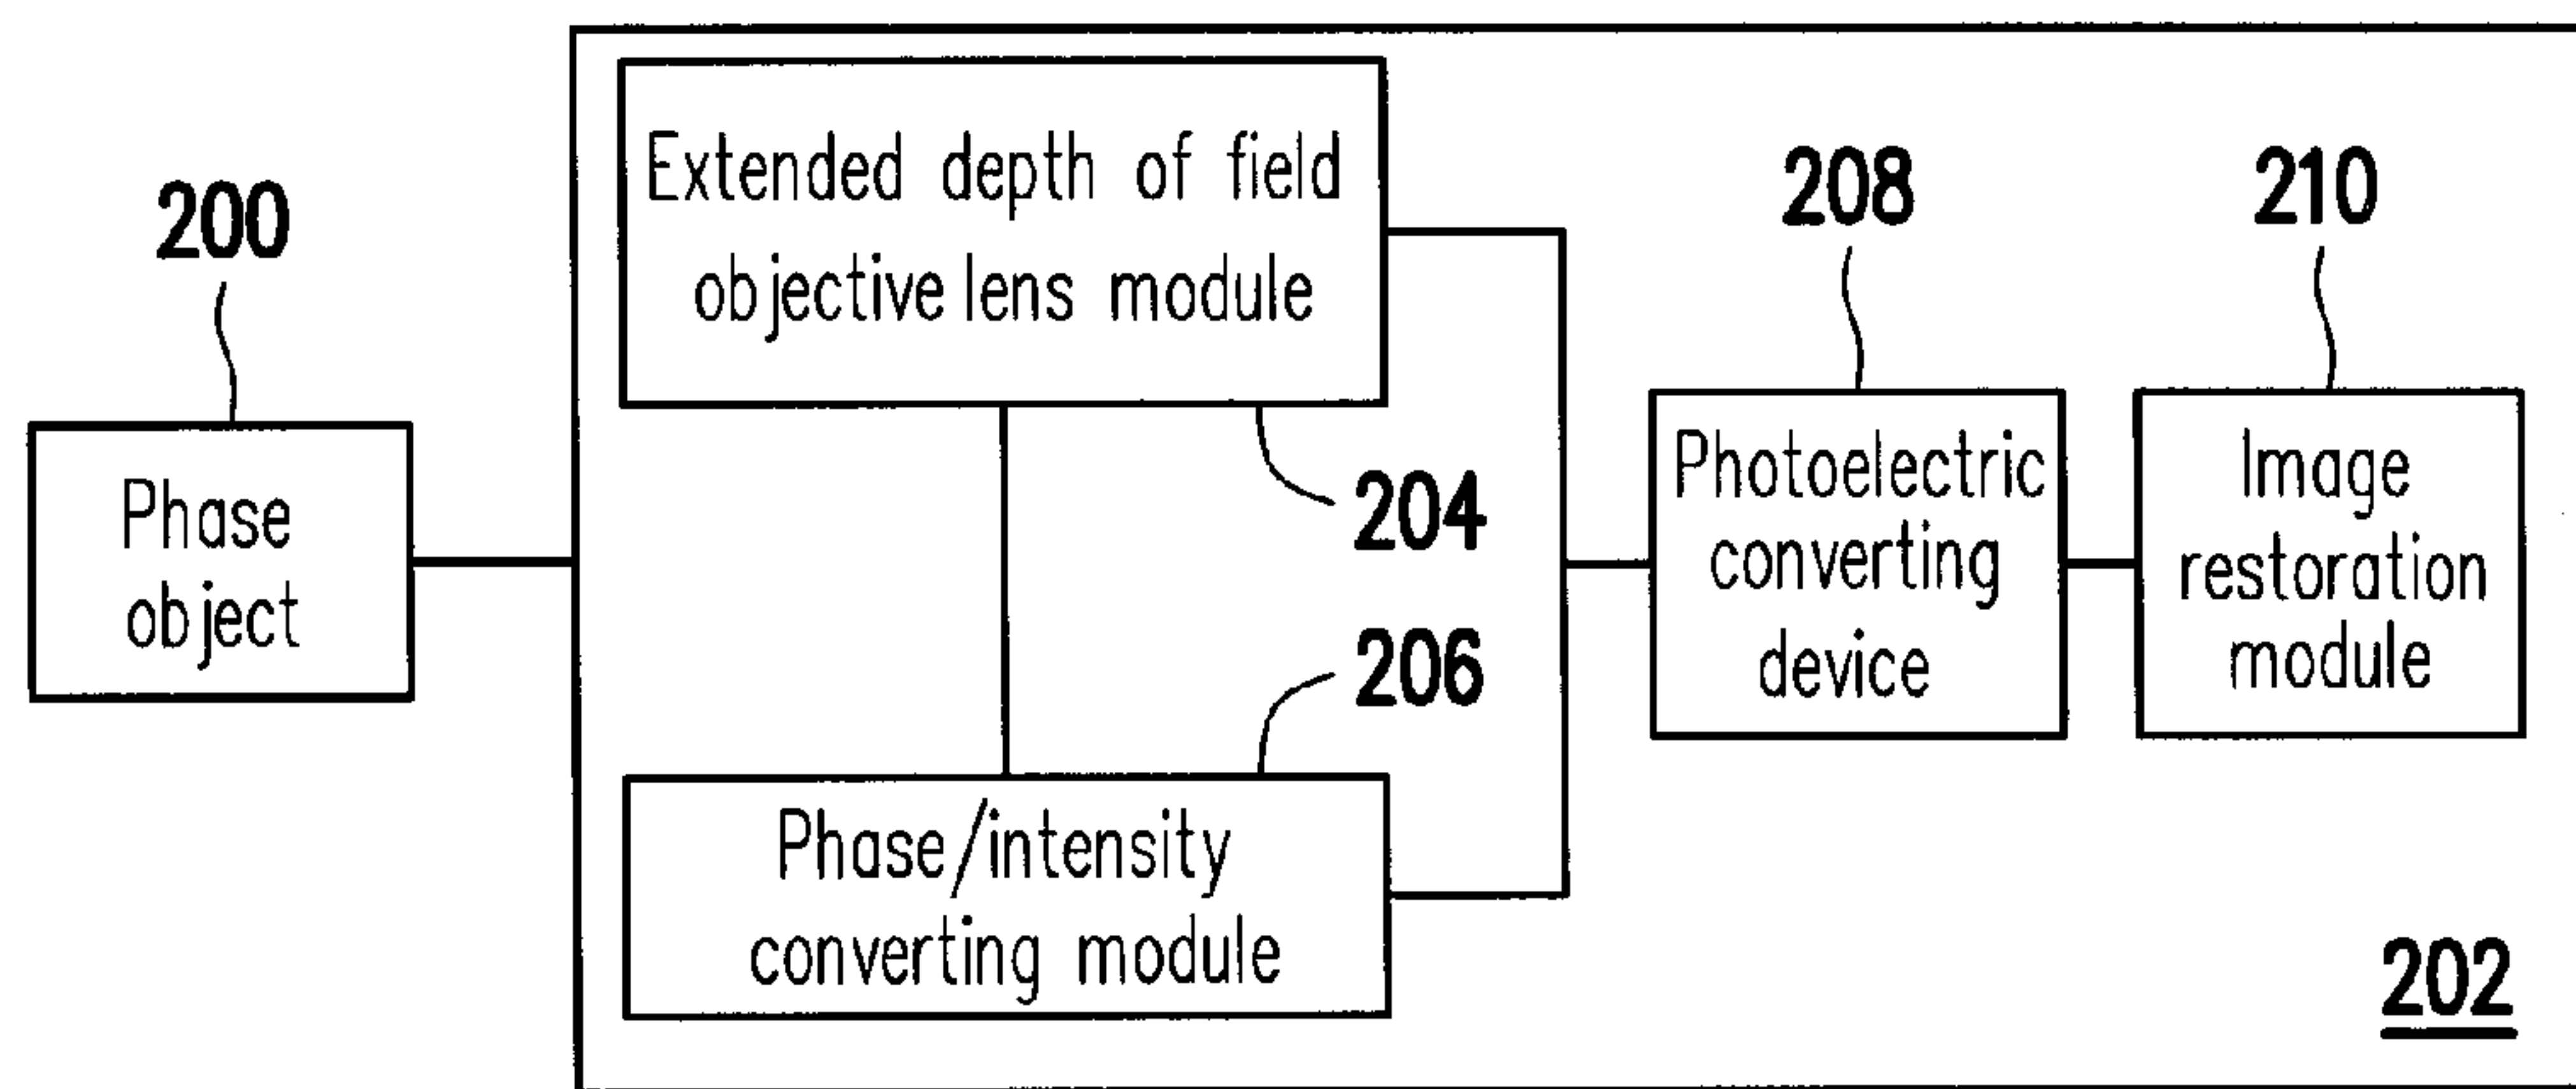 200
Phase
object
Extended depth of field
objective lens module
204
206
Phase/intensity
converting module
208
Photoelectric
converting
device
210
Image
restoration
module
202